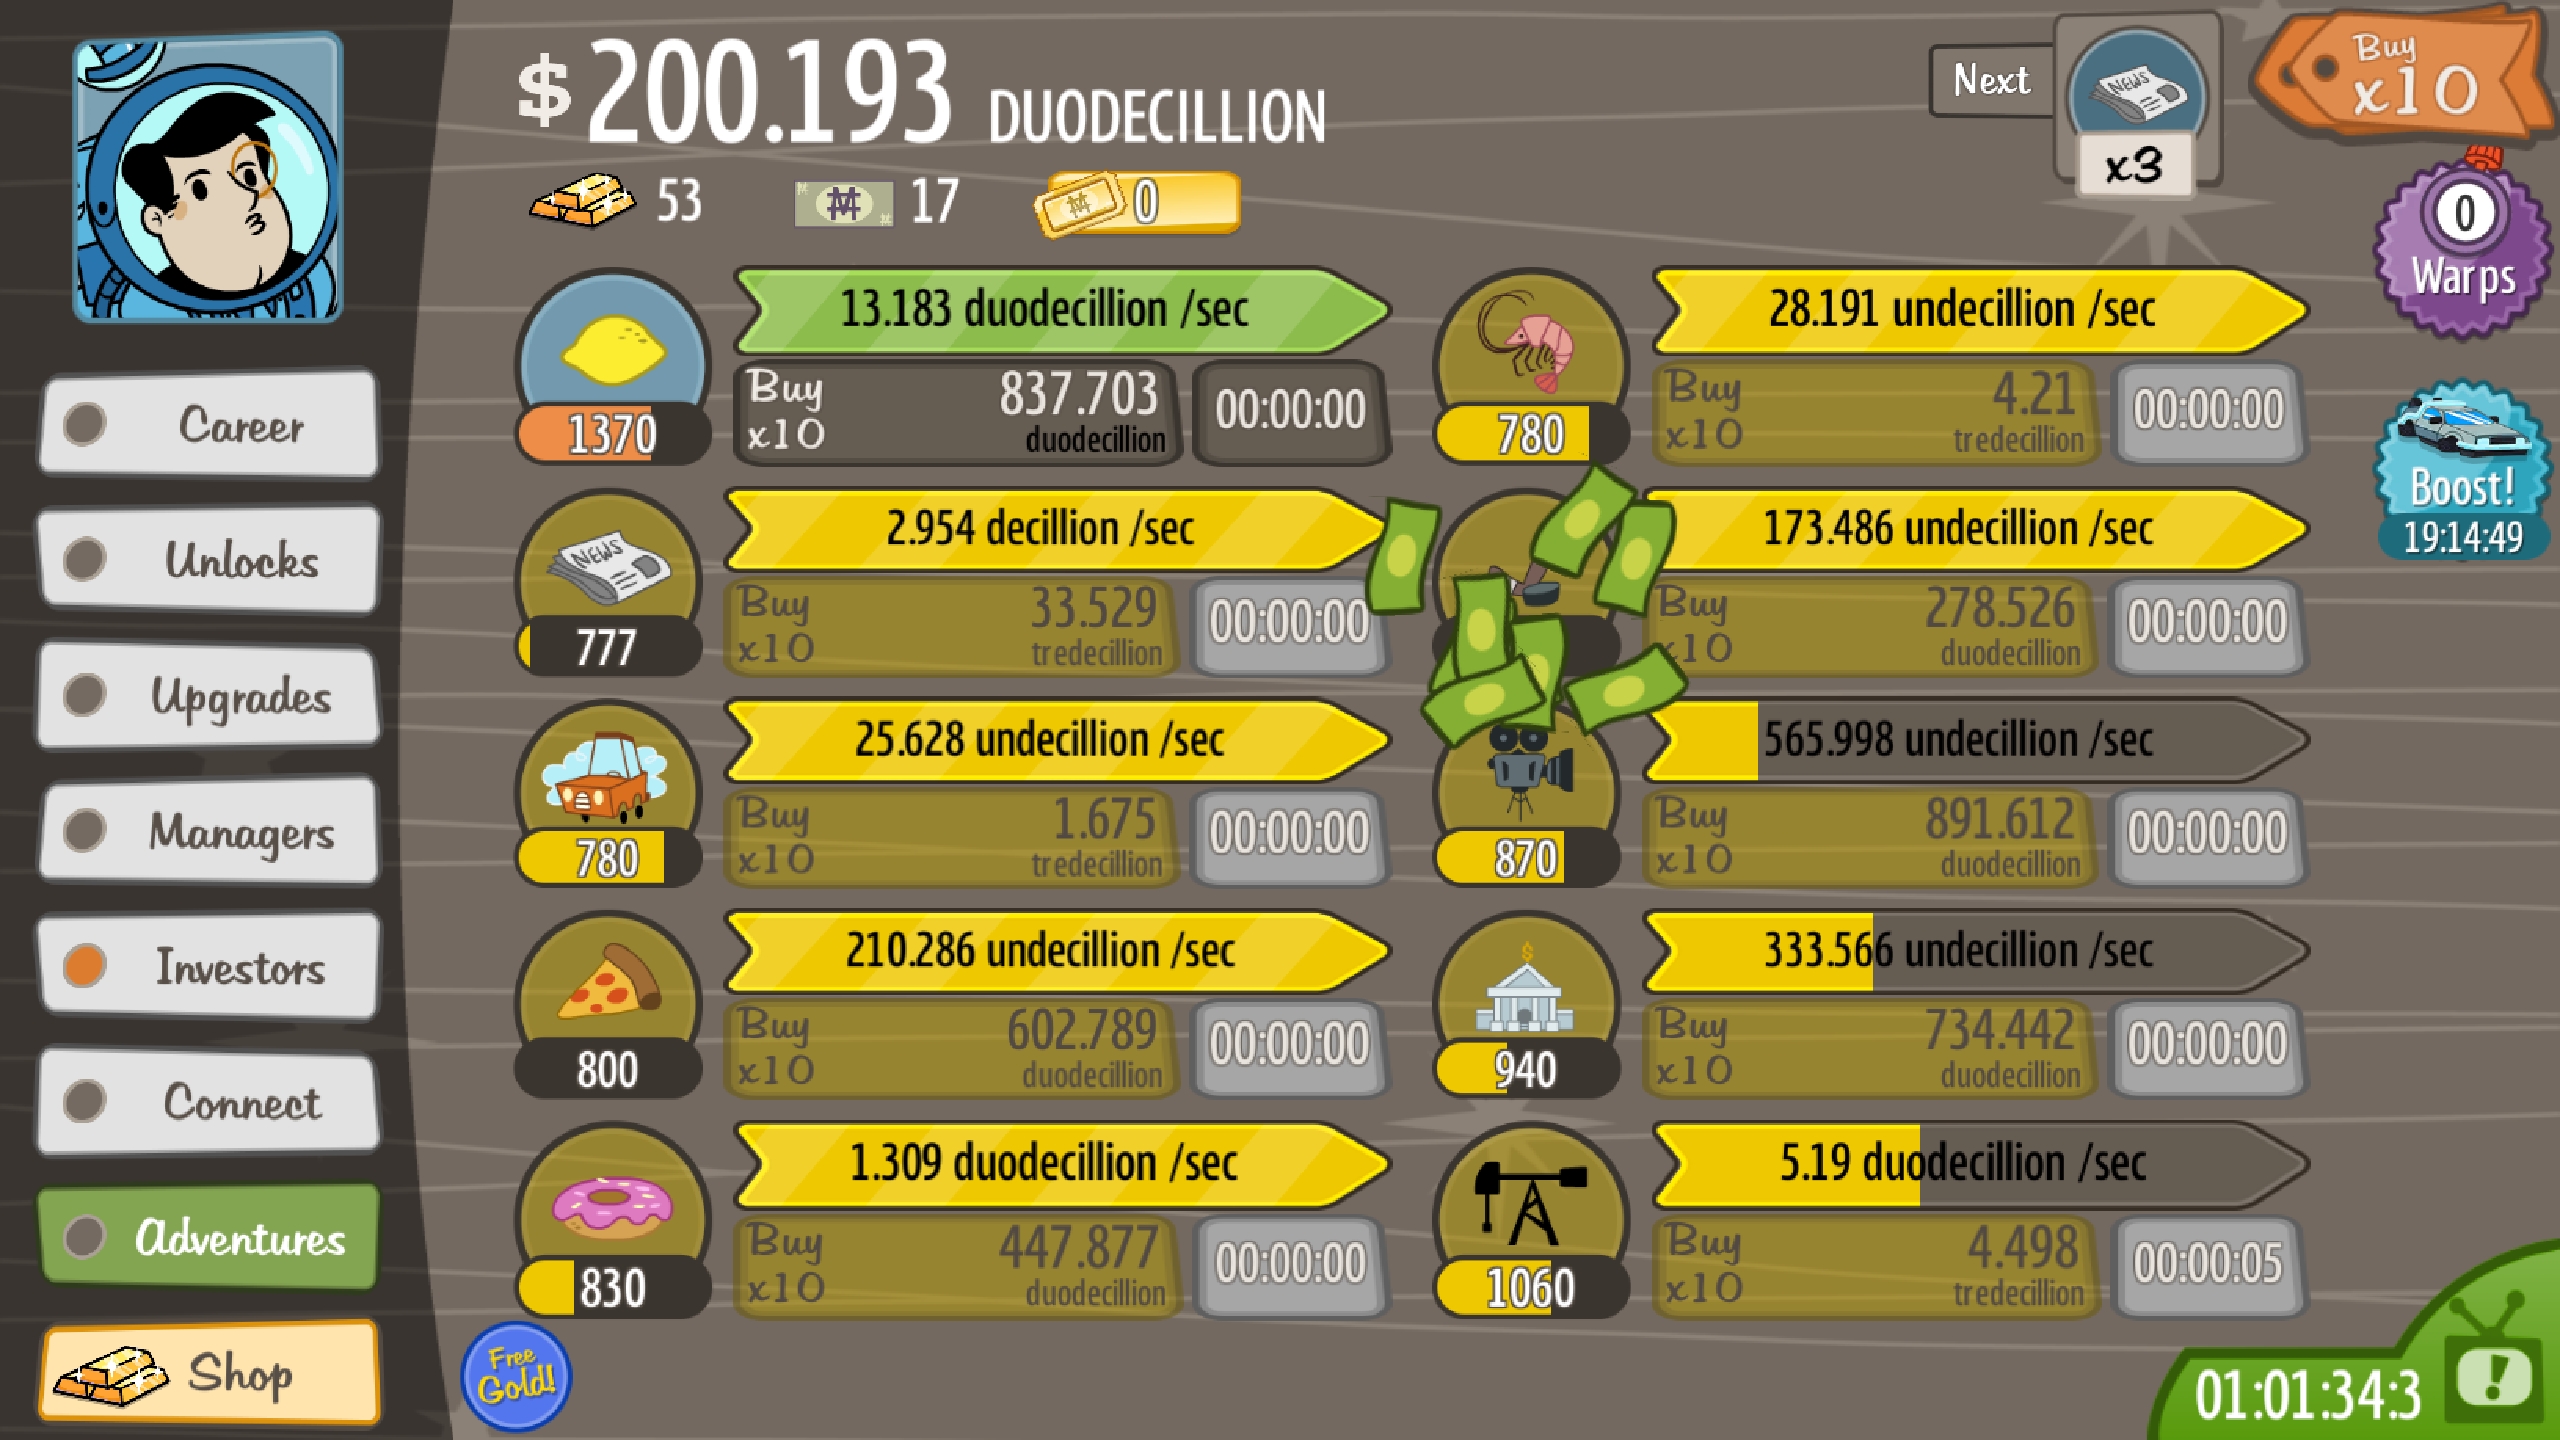 $ 200.193 DUODECILLION
53 17 0
Next
x3
Buy
x10
0
Warps
Boost!
19:14:49
Career
Unlocks
Upgrades
Managers
Investors
Connect
Adventures
Shop
13.183 duodecillion /sec
1370
Buy
x10
837.703
duodecillion
00:00:00
28.191 undecillion /sec
780
Buy
x10
4.21
tredecillion
00:00:00
NEWS
2.954 decillion /sec
777
Buy
x10
33.529
tredecillion
00:00:00
173.486 undecillion /sec
Buy
x10
278.526
duodecillion
00:00:00
25.628 undecillion /sec
780
Buy
x10
1.675
tredecillion
00:00:00
565.998 undecillion /sec
870
Buy
x10
891.612
duodecillion
00:00:00
210.286 undecillion /sec
800
Buy
x10
602.789
duodecillion
00:00:00
333.566 undecillion /sec
940
Buy
x10
734.442
duodecillion
00:00:00
1.309 duodecillion /sec
830
Buy
x10
447.877
duodecillion
00:00:00
5.19 duodecillion /sec
1060
Buy
x10
4.498
tredecillion
00:00:05
Free
Gold!
01:01:34:3
!
NEWS